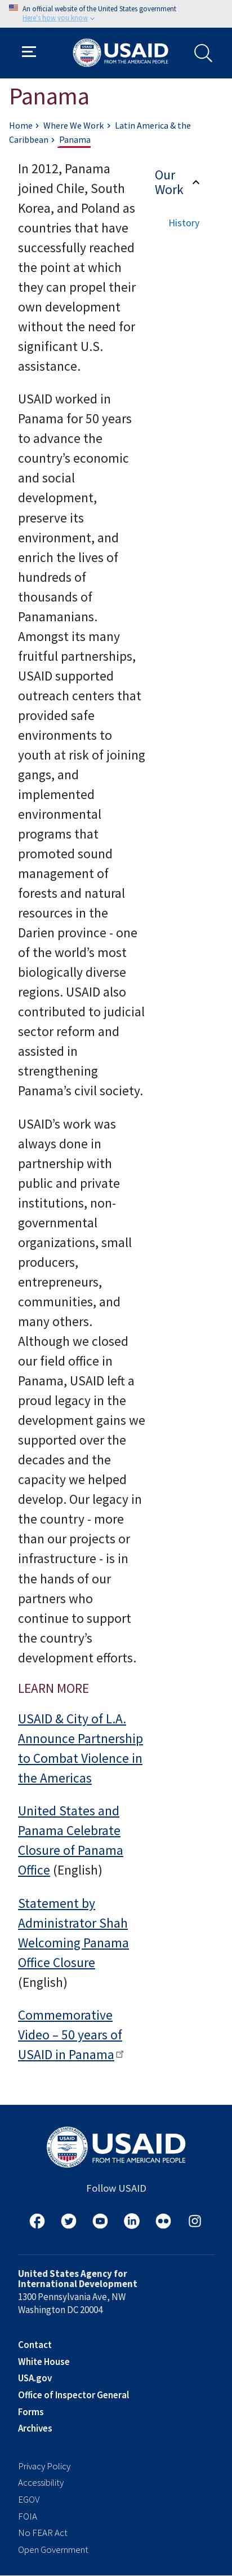 An official website of the United States government
Here's how you know
USAID
FROM THE AMERICAN PEOPLE
Panama
Home > Where We Work > Latin America & the
Caribbean > Panama
In 2012, Panama
joined Chile, South
Korea, and Poland as
countries that have
successfully reached
the point at which
they can propel their
own development
without the need for
significant U.S.
assistance.
Our
Work
History
USAID worked in
Panama for 50 years
to advance the
country's economic
and social
development,
preserve its
environment, and
enrich the lives of
hundreds of
thousands of
Panamanians.
Amongst its many
fruitful partnerships,
USAID supported
outreach centers that
provided safe
environments to
youth at risk of joining
gangs, and
implemented
environmental
programs that
promoted sound
management of
forests and natural
resources in the
Darien province - one
of the world's most
biologically diverse
regions. USAID also
contributed to judicial
sector reform and
assisted in
strengthening
Panama's civil society.
USAID's work was
always done in
partnership with
public and private
institutions, non-
governmental
organizations, small
producers,
entrepreneurs,
communities, and
many others.
Although we closed
our field office in
Panama, USAID left a
proud legacy in the
development gains we
supported over the
decades and the
capacity we helped
develop. Our legacy in
the country - more
than our projects or
infrastructure - is in
the hands of our
partners who
continue to support
the country's
development efforts.
LEARN MORE
USAID & City of L.A.
Announce Partnership
to Combat Violence in
the Americas
United States and
Panama Celebrate
Closure of Panama
Office (English)
Statement by
Administrator Shah
Welcoming Panama
Office Closure
(English)
Commemorative
Video – 50 years of
USAID in Panama
USAID
FROM THE AMERICAN PEOPLE
Follow USAID
United States Agency for
International Development
1300 Pennsylvania Ave, NW
Washington DC 20004
Contact
White House
USA.gov
Office of Inspector General
Forms
Archives
Privacy Policy
Accessibility
EGOV
FOIA
No FEAR Act
Open Government